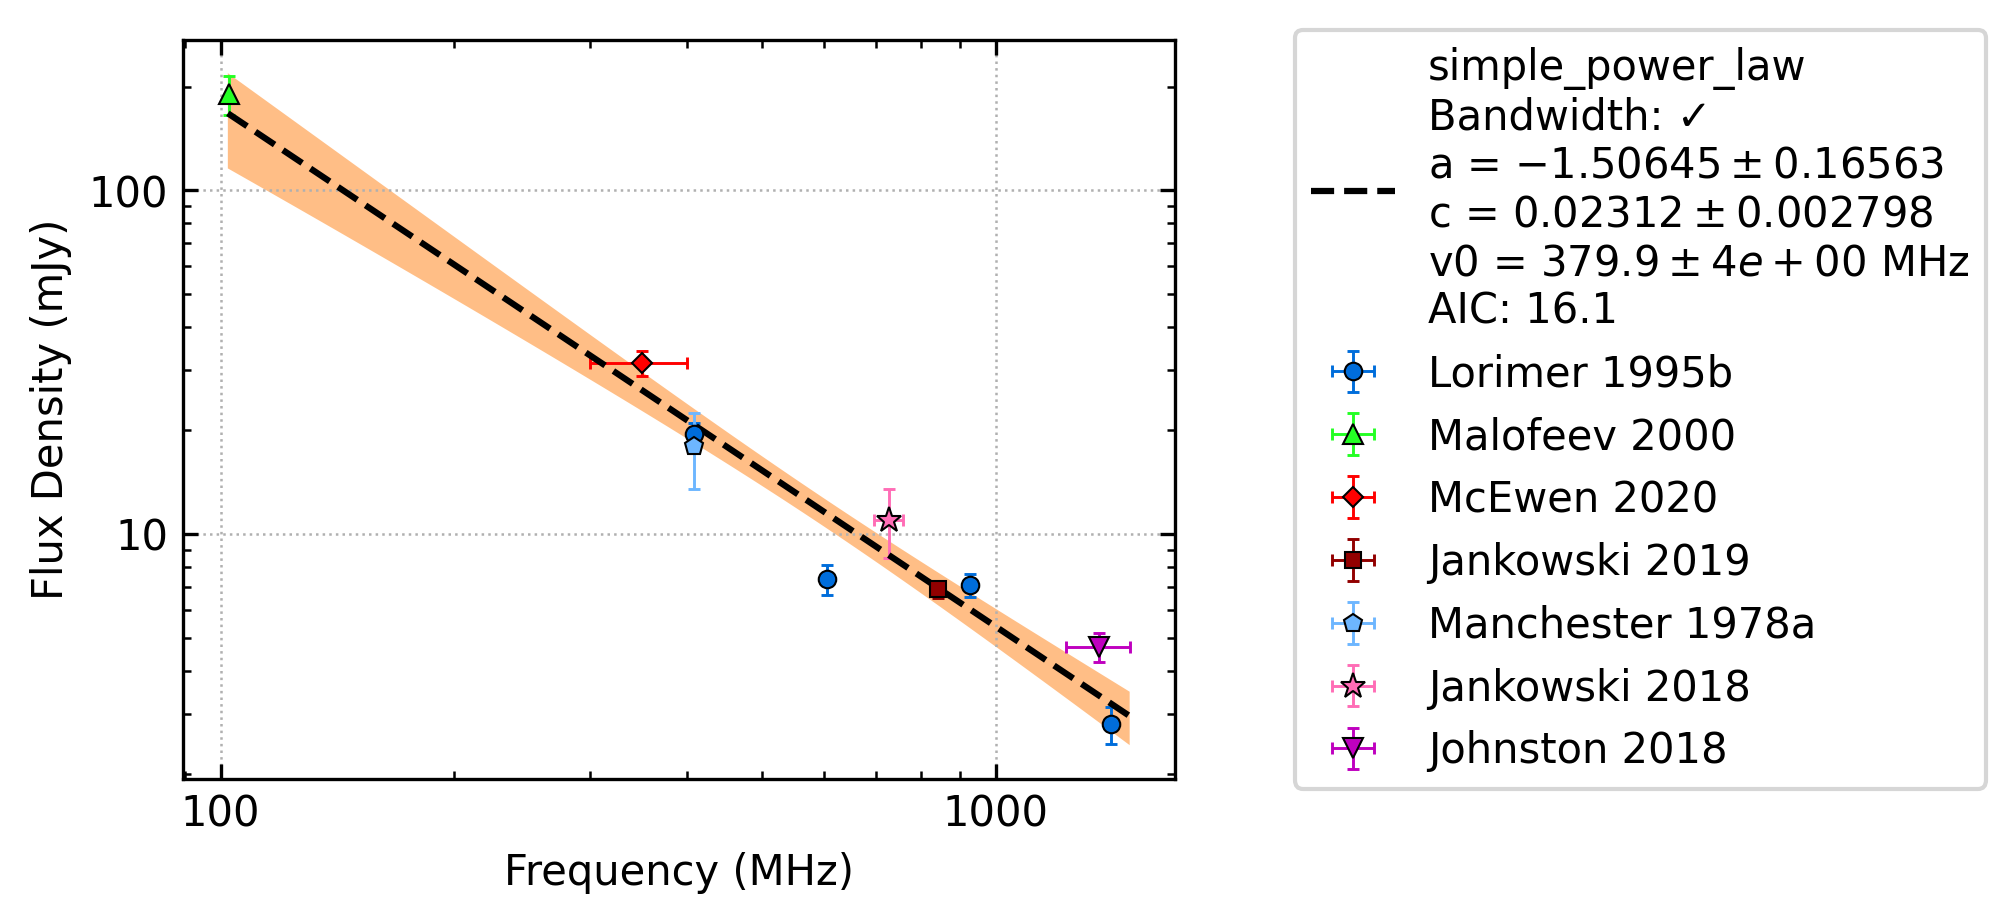 100
10
Flux Density (mJy)
100
1000
Frequency (MHz)
simple_power_law
Bandwidth: ✓
a = −1.50645 ± 0.16563
c = 0.02312 ± 0.002798
v0 = 379.9 ± 4e + 00 MHz
AIC: 16.1
Lorimer 1995b
Malofeev 2000
McEwen 2020
Jankowski 2019
Manchester 1978a
Jankowski 2018
Johnston 2018